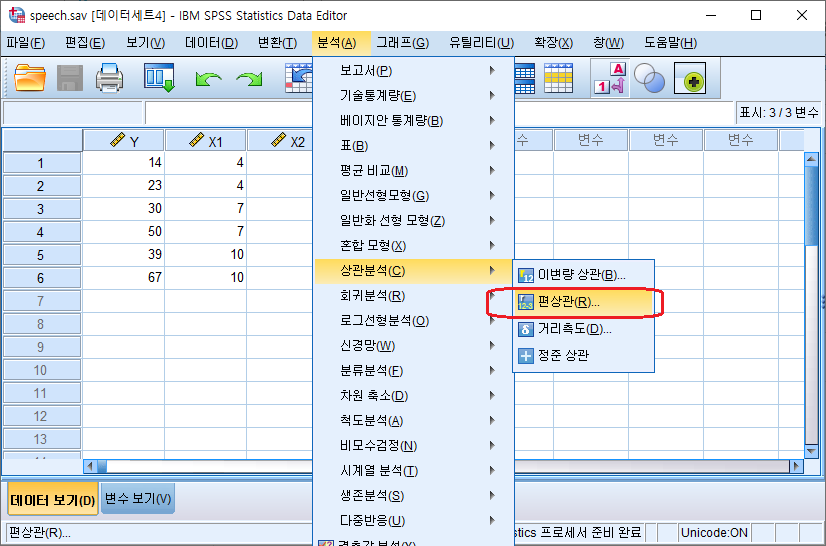 speech.sav [데이터세트4] - IBM SPSS Statistics Data Editor
파일(F) 편집(E) 보기(V) 데이터(D) 변환(T) 분석(A) 그래프(G) 유틸리티(U) 확장(X) 창(W) 도움말(H)
표시: 3 / 3 변수
Y X1 X2 변수 변수 변수
1 14 4
2 23 4
3 30 7
4 50 7
5 39 10
6 67 10
7
8
9
10
11
12
13
보고서(P)
기술통계량(E)
베이지안 통계량(B)
표(B)
평균 비교(M)
일반선형모형(G)
일반화 선형 모형(Z)
혼합 모형(X)
상관분석(C)
회귀분석(R)
로그선형분석(O)
신경망(W)
분류분석(F)
차원 축소(D)
척도분석(A)
비모수검정(N)
시계열 분석(T)
생존분석(S)
다중반응(U)
이변량 상관(B)...
편상관(R)...
거리측도(D)...
정준 상관
데이터 보기(D) 변수 보기(V)
편상관(R)... 프로세서 준비 완료 Unicode:ON